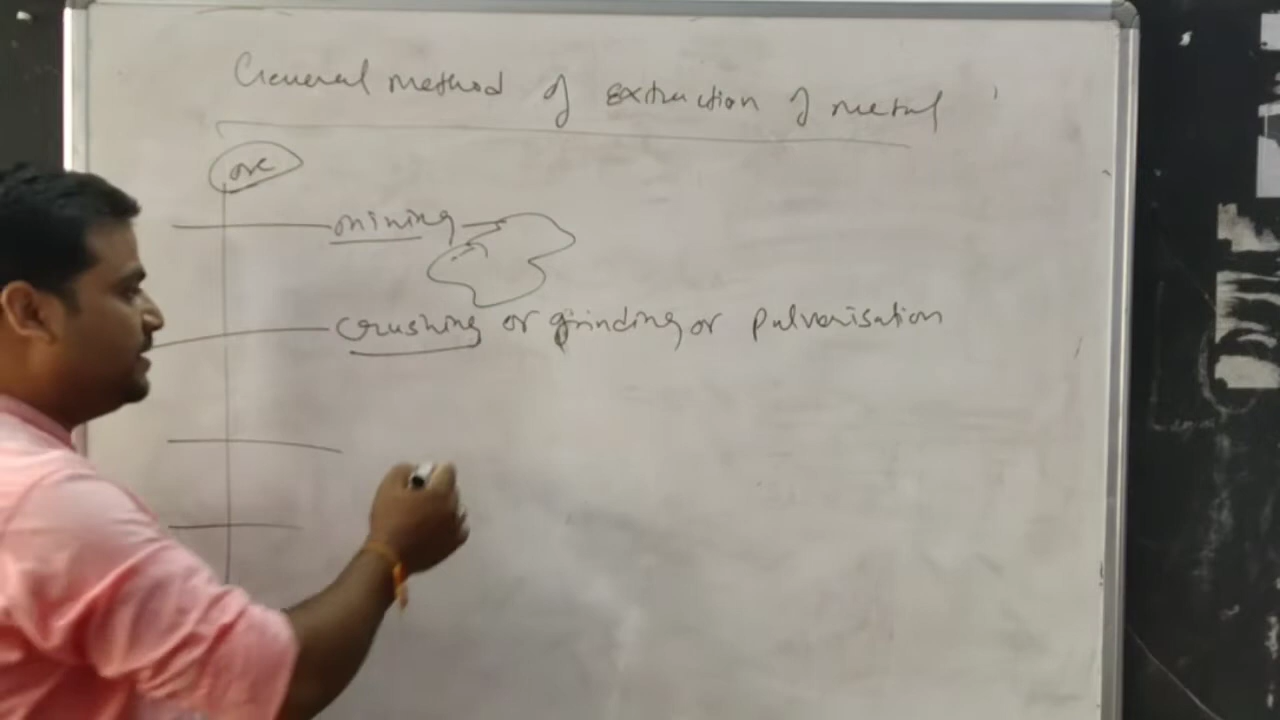 General method of extraction of metal
ore
mining
crushing or grinding or pulverisation